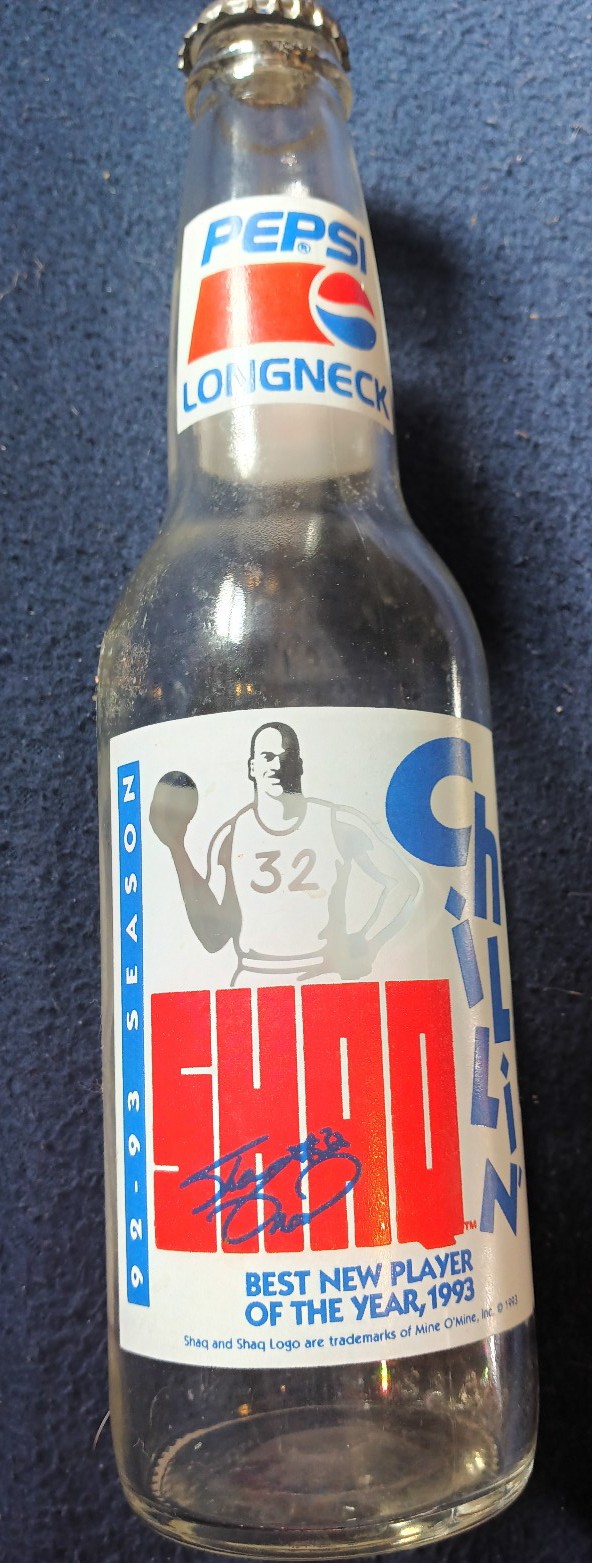 PEPSI®
LONGNECK
92-93 SEASON
32
Chillin'
SHAQ™
BEST NEW PLAYER
OF THE YEAR, 1993
Shaq and Shaq Logo are trademarks of Mine O'Mine, Inc. © 1993